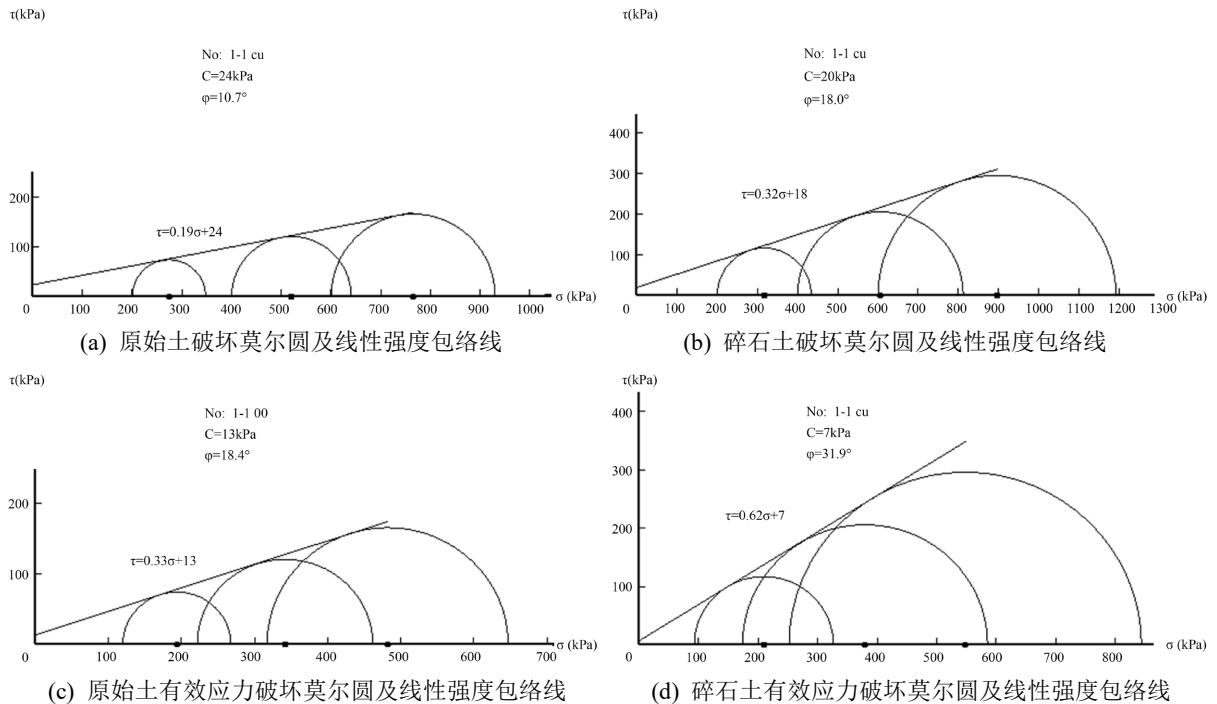 τ(kPa)
No: 1-1 cu
C=24kPa
φ=10.7°
200
τ=0.19σ+24
100
0 100 200 300 400 500 600 700 800 900 1000 σ (kPa)
(a) 原始土破坏莫尔圆及线性强度包络线
τ(kPa)
No: 1-1 cu
C=20kPa
φ=18.0°
400
300
τ=0.32σ+18
200
100
0 100 200 300 400 500 600 700 800 900 1000 1100 1200 1300
σ (kPa)
(b) 碎石土破坏莫尔圆及线性强度包络线
τ(kPa)
No: 1-1 00
C=13kPa
φ=18.4°
200
τ=0.33σ+13
100
0 100 200 300 400 500 600 700 σ (kPa)
(c) 原始土有效应力破坏莫尔圆及线性强度包络线
τ(kPa)
400
No: 1-1 cu
C=7kPa
φ=31.9°
300
τ=0.62σ+7
200
100
0 100 200 300 400 500 600 700 800 σ (kPa)
(d) 碎石土有效应力破坏莫尔圆及线性强度包络线